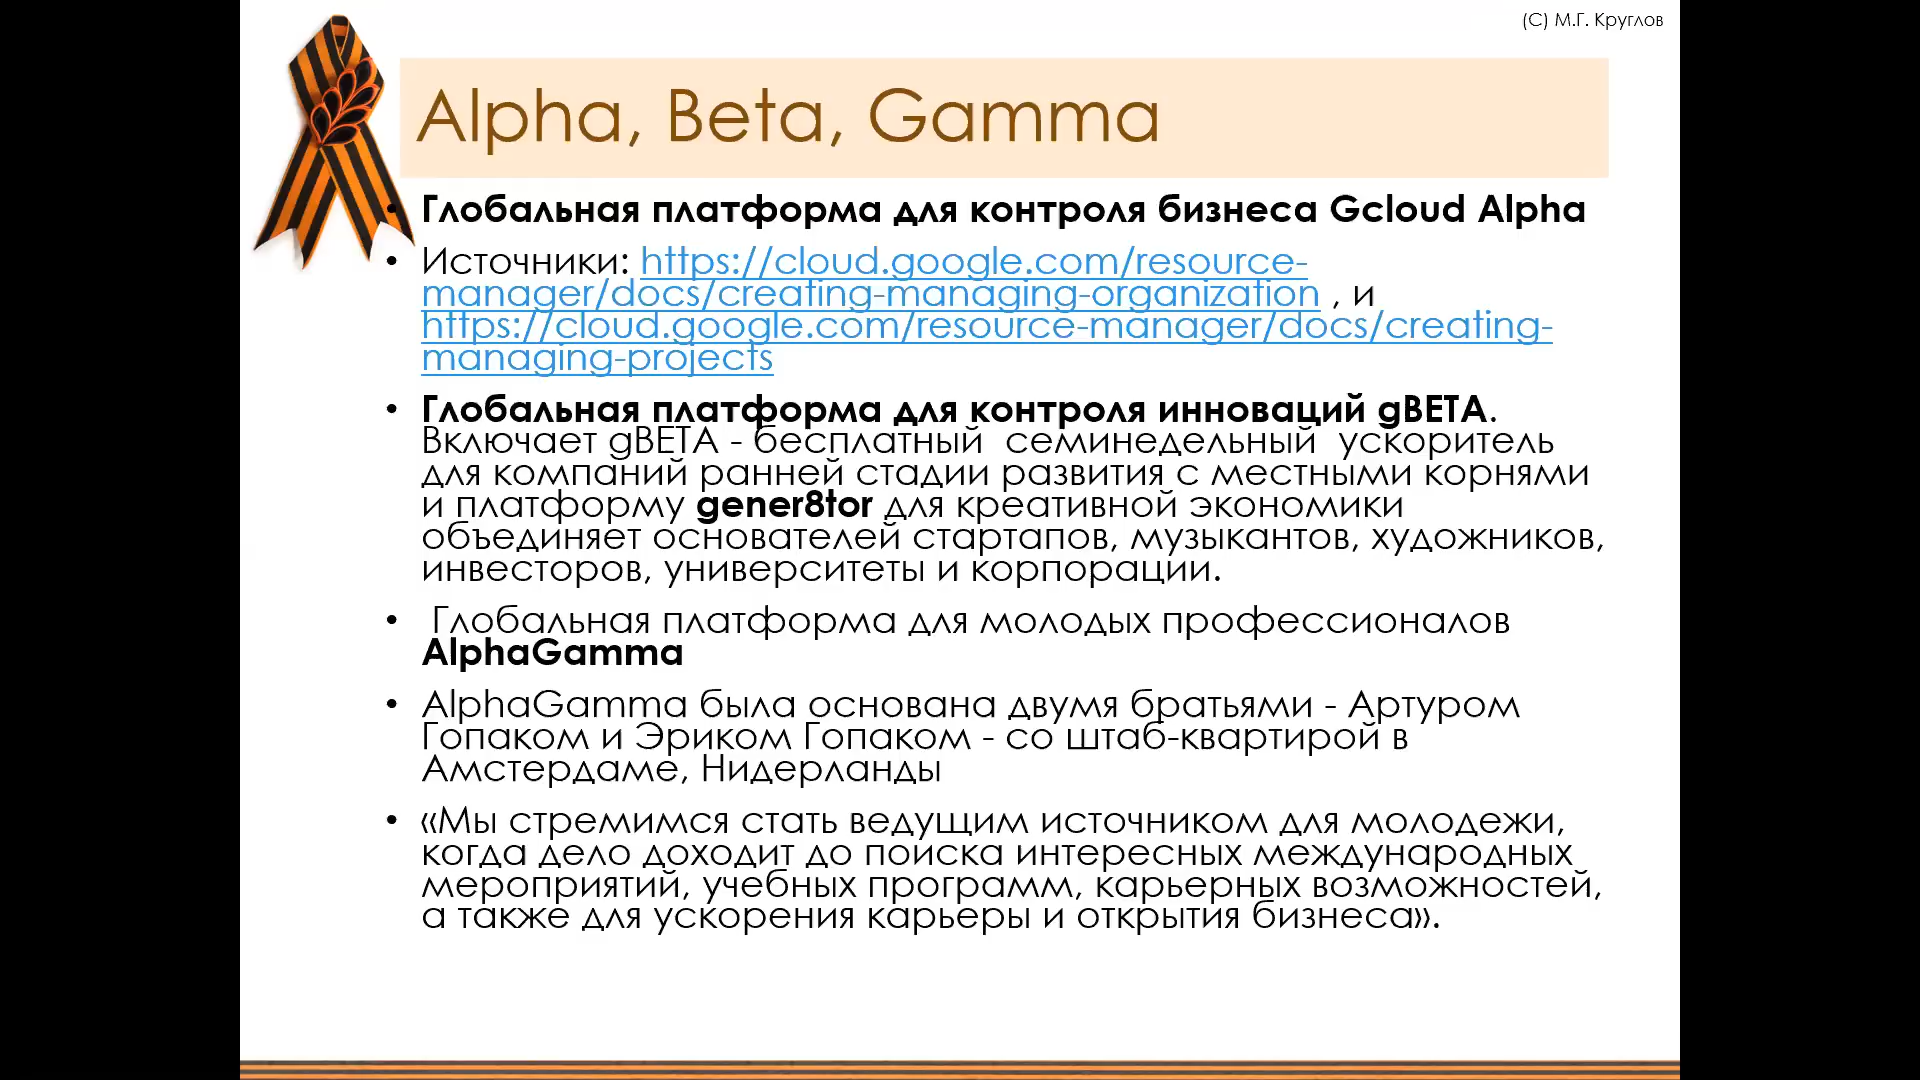 (C) М.Г. Круглов
Alpha, Beta, Gamma
• Глобальная платформа для контроля бизнеса Gcloud Alpha
• Источники: https://cloud.google.com/resource-
manager/docs/creating-managing-organization , и
https://cloud.google.com/resource-manager/docs/creating-
managing-projects
• Глобальная платформа для контроля инноваций gBETA.
Включает gBETA - бесплатный  семинедельный  ускоритель
для компаний ранней стадии развития с местными корнями
и платформу gener8tor для креативной экономики
объединяет основателей стартапов, музыкантов, художников,
инвесторов, университеты и корпорации.
• Глобальная платформа для молодых профессионалов
AlphaGamma
• AlphaGamma была основана двумя братьями - Артуром
Гопаком и Эриком Гопаком - со штаб-квартирой в
Амстердаме, Нидерланды
• «Мы стремимся стать ведущим источником для молодежи,
когда дело доходит до поиска интересных международных
мероприятий, учебных программ, карьерных возможностей,
а также для ускорения карьеры и открытия бизнеса».